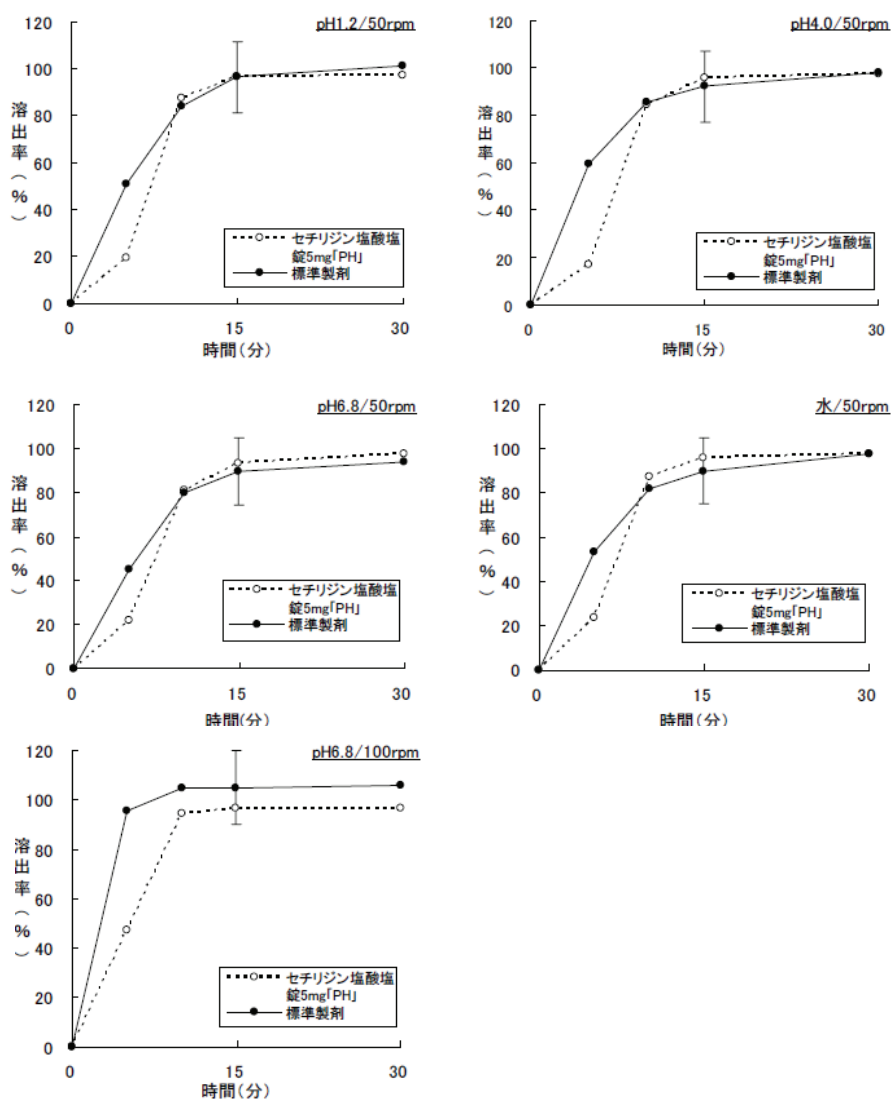 pH1.2/50rpm
120
100
80
60
40
20
0
溶出率(%)
セチリジン塩酸塩
錠5mg「PH」
標準製剤
0 15 30
時間(分)
pH4.0/50rpm
120
100
80
60
40
20
0
溶出率(%)
セチリジン塩酸塩
錠5mg「PH」
標準製剤
0 15 30
時間(分)
pH6.8/50rpm
120
100
80
60
40
20
0
溶出率(%)
セチリジン塩酸塩
錠5mg「PH」
標準製剤
0 15 30
時間(分)
水/50rpm
120
100
80
60
40
20
0
溶出率(%)
セチリジン塩酸塩
錠5mg「PH」
標準製剤
0 15 30
時間(分)
pH6.8/100rpm
120
100
80
60
40
20
0
溶出率(%)
セチリジン塩酸塩
錠5mg「PH」
標準製剤
0 15 30
時間(分)